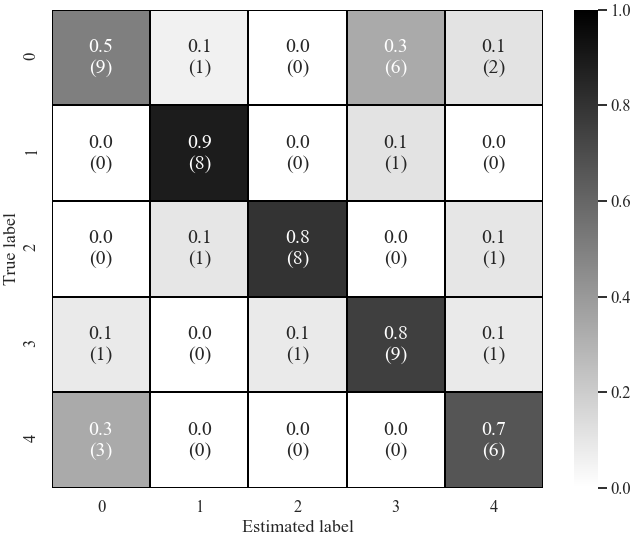 1.0
0.5 0.1 0.0 0.3 0.1
(9) (1) (0) (6) (2)
0
0.8
0.0 0.9 0.0 0.1 0.0
(0) (8) (0) (1) (0)
1
0.6
True label
0.0 0.1 0.8 0.0 0.1
(0) (1) (8) (0) (1)
2
0.4
0.1 0.0 0.1 0.8 0.1
(1) (0) (1) (9) (1)
3
0.2
0.3 0.0 0.0 0.0 0.7
(3) (0) (0) (0) (6)
4
0.0
0 1 2 3 4
Estimated label